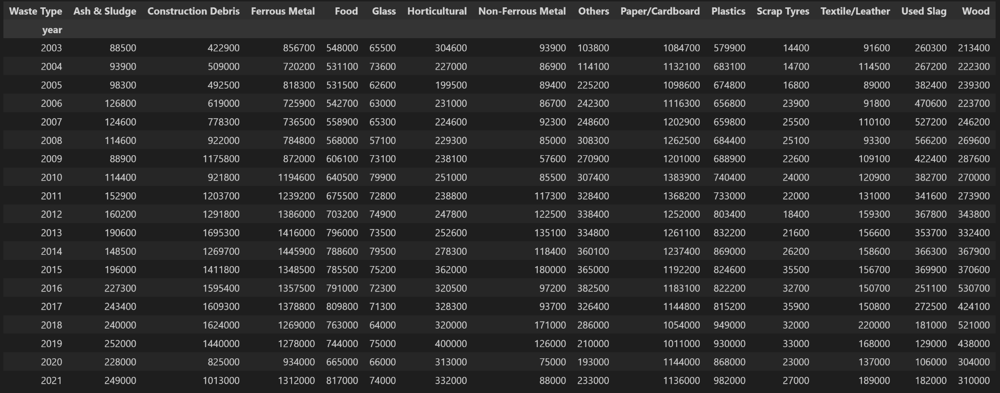 Waste Type Ash & Sludge Construction Debris Ferrous Metal Food Glass Horticultural Non-Ferrous Metal Others Paper/Cardboard Plastics Scrap Tyres Textile/Leather Used Slag Wood
year
2003 88500 422900 856700 548000 65500 304600 93900 103800 1084700 579900 14400 91600 260300 213400
2004 93900 509000 720200 531100 73600 227000 86900 114100 1132100 683100 14700 114500 267200 222300
2005 98300 492500 818300 531500 62600 199500 89400 225200 1098600 674800 16800 89000 382400 239300
2006 126800 619000 725900 542700 63000 231000 86700 242300 1116300 656800 23900 91800 470600 223700
2007 124600 778300 736500 558900 65300 224600 92300 248600 1202900 659800 25500 110100 527200 246200
2008 114600 922000 784800 568000 57100 229300 85000 308300 1262500 684400 25100 93300 566200 269600
2009 88900 1175800 872000 606100 73100 238100 57600 270900 1201000 688900 22600 109100 422400 287600
2010 114400 921800 1194600 640500 79900 251000 85500 307400 1383900 740400 24000 120900 382700 270000
2011 152900 1203700 1239200 675500 72800 238800 117300 328400 1368200 733000 22000 131000 341600 273900
2012 160200 1291800 1386000 703200 74900 247800 122500 338400 1252000 803400 18400 159300 367800 343800
2013 190600 1695300 1416000 796000 73500 252600 135100 334800 1261100 832200 21600 156600 353700 332400
2014 148500 1269700 1445900 788600 79500 278300 118400 360100 1237400 869000 26200 158600 366300 367900
2015 196000 1411800 1348500 785500 75200 362000 180000 365000 1192200 824600 35500 156700 369900 370600
2016 227300 1595400 1357500 791000 72300 320500 97200 382500 1183100 822200 32700 150700 251100 530700
2017 243400 1609300 1378800 809800 71300 328300 93700 326400 1144800 815200 35900 150800 272500 424100
2018 240000 1624000 1269000 763000 64000 320000 171000 286000 1054000 949000 32000 220000 181000 521000
2019 252000 1440000 1278000 744000 75000 400000 126000 210000 1011000 930000 33000 168000 129000 438000
2020 228000 825000 934000 665000 66000 313000 75000 193000 1144000 868000 23000 137000 106000 304000
2021 249000 1013000 1312000 817000 74000 332000 88000 233000 1136000 982000 27000 189000 182000 310000